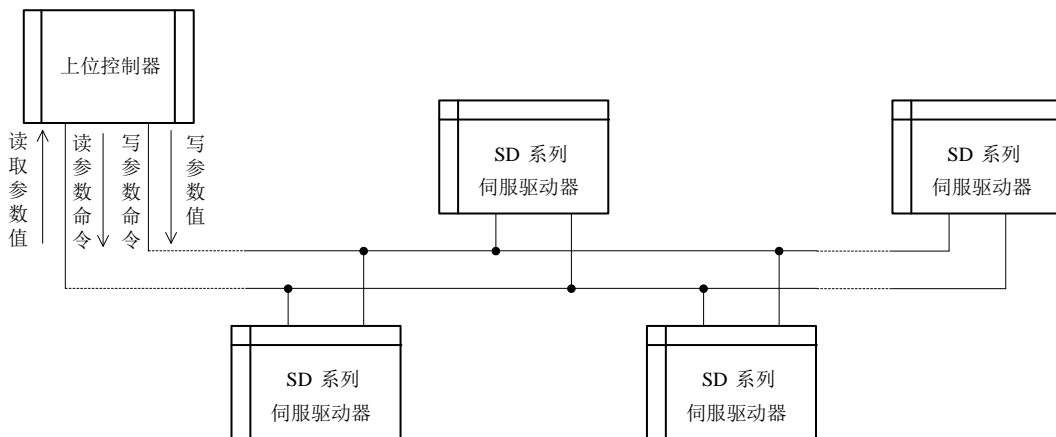 上位控制器
读取参数值
读参数命令
写参数命令
写参数值
SD 系列
伺服驱动器
SD 系列
伺服驱动器
SD 系列
伺服驱动器
SD 系列
伺服驱动器